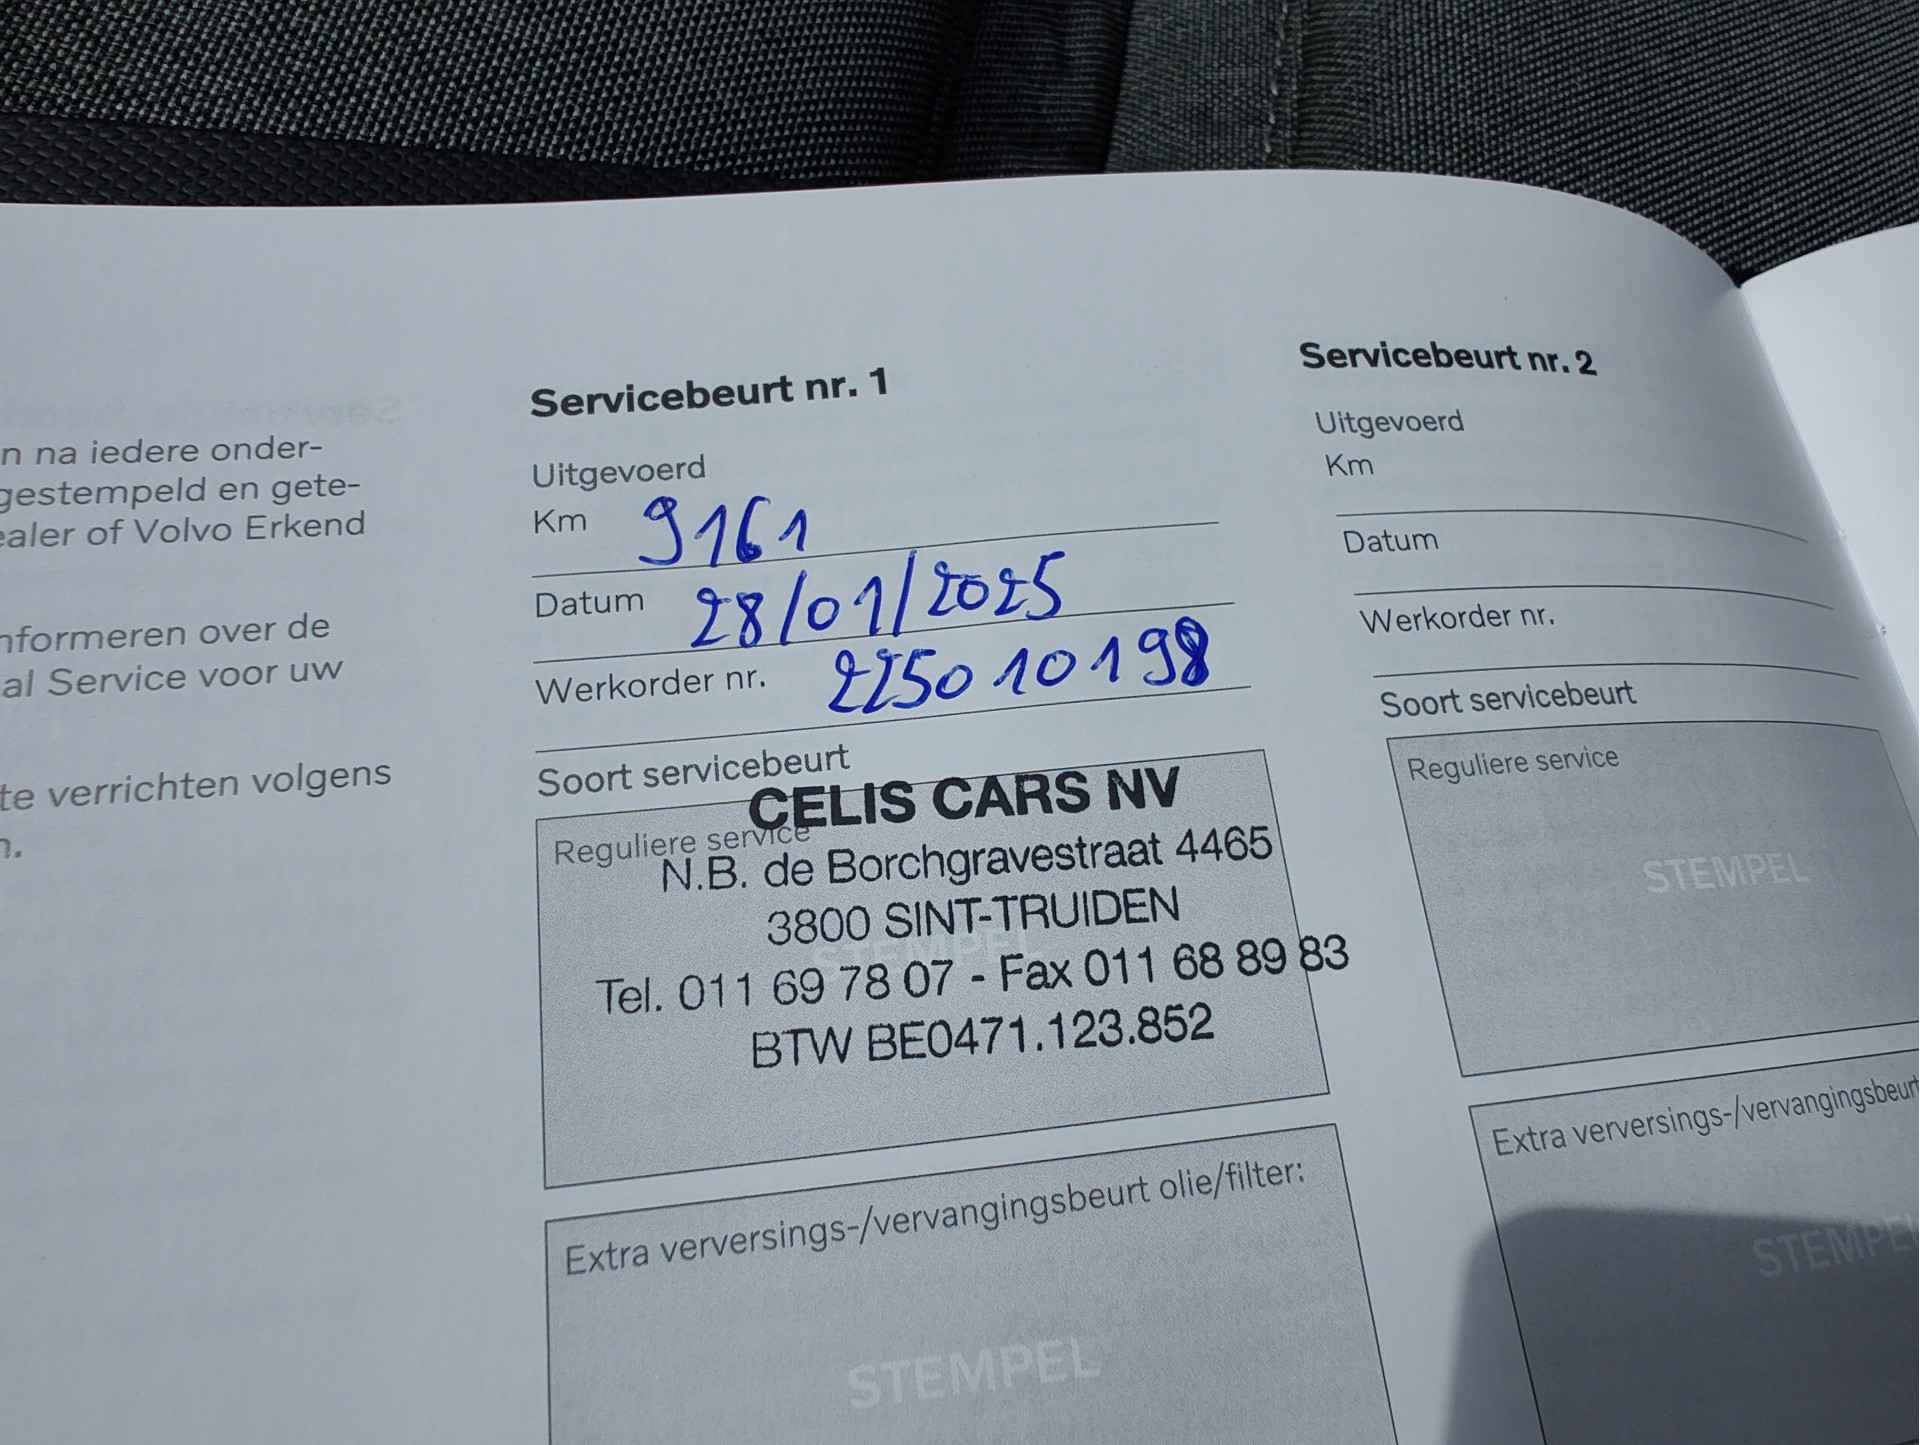 n na iedere onder-
gestempeld en gete-
ealer of Volvo Erkend
nformeren over de
al Service voor uw
te verrichten volgens
n.
Servicebeurt nr. 1
Uitgevoerd
Km 9161
Datum 28/01/2025
Werkorder nr. 225010198
Soort servicebeurt
Reguliere service
CELIS CARS NV
N.B. de Borchgravestraat 4465
3800 SINT-TRUIDEN
STEMPEL
Tel. 011 69 78 07 - Fax 011 68 89 83
BTW BE0471.123.852
Extra verversings-/vervangingsbeurt olie/filter:
STEMPEL
Servicebeurt nr. 2
Uitgevoerd
Km
Datum
Werkorder nr.
Soort servicebeurt
Reguliere service
STEMPEL
Extra verversings-/vervangingsbeurt
STEMPEL